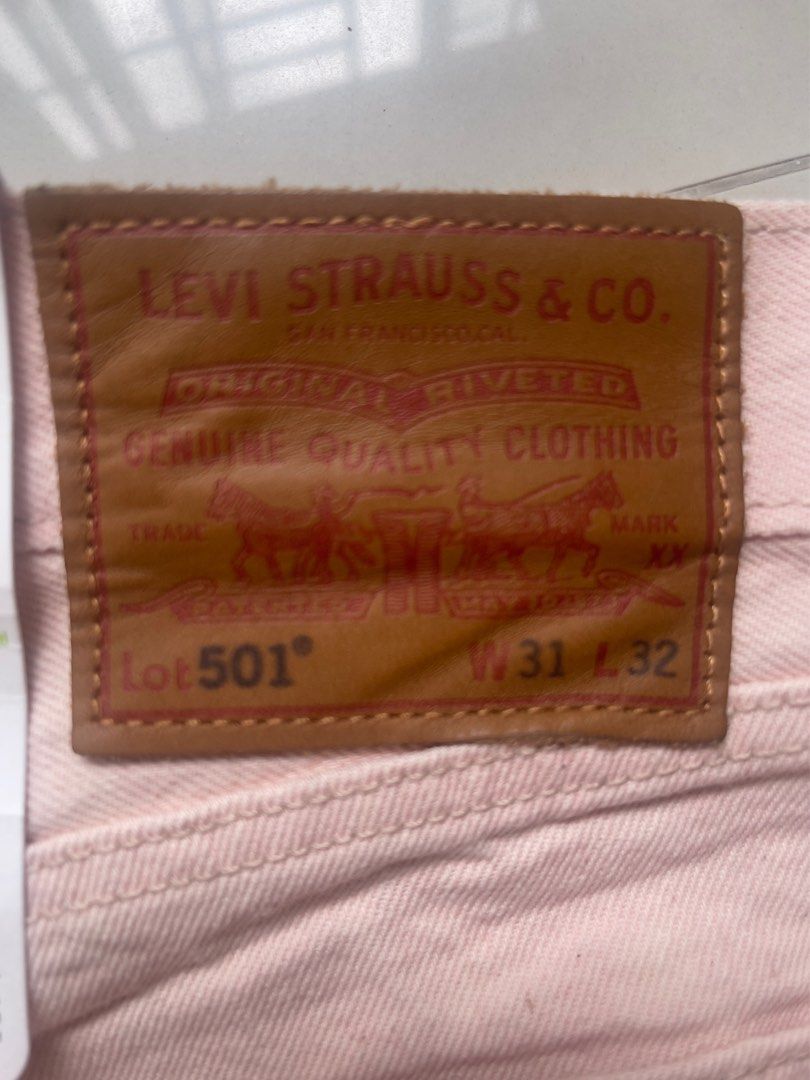 LEVI STRAUSS & CO.
SAN FRANCISCO, CAL.
ORIGINAL RIVETED
GENUINE QUALITY CLOTHING
TRADE MARK
XX
Lot 501® W31 L32